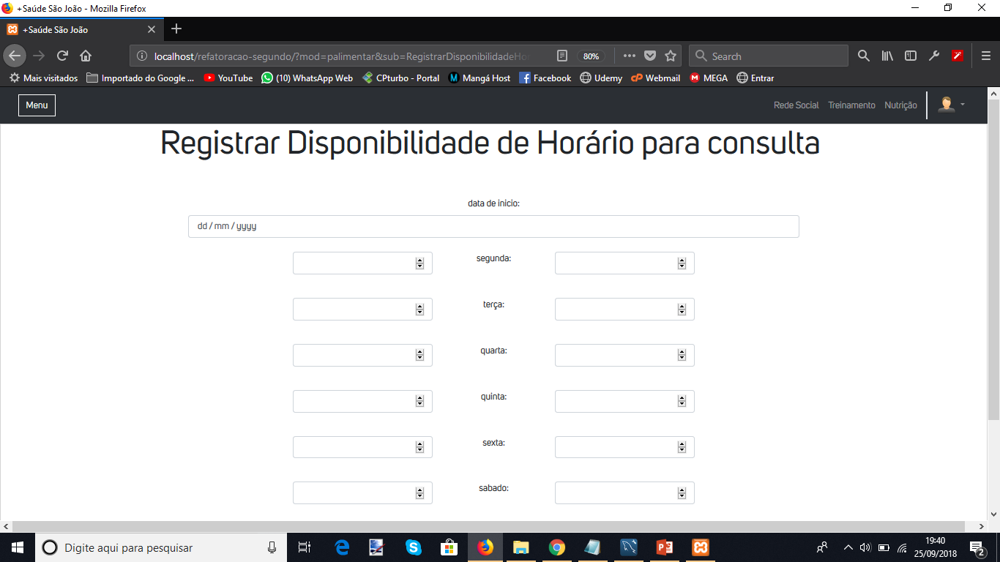 +Saúde São João - Mozilla Firefox
+Saúde São João
localhost/refatoracao-segundo/?mod=palimentar&sub=RegistrarDisponibilidadeHo
80%
Search
Mais visitados
Importado do Google ...
YouTube
(10) WhatsApp Web
CPturbo - Portal
Mangá Host
Facebook
Udemy
Webmail
MEGA
Entrar
Menu
Rede Social
Treinamento
Nutrição
Registrar Disponibilidade de Horário para consulta
data de inicio:
dd / mm / yyyy
segunda:
terça:
quarta:
quinta:
sexta:
sabado:
Digite aqui para pesquisar
19:40
25/09/2018
2